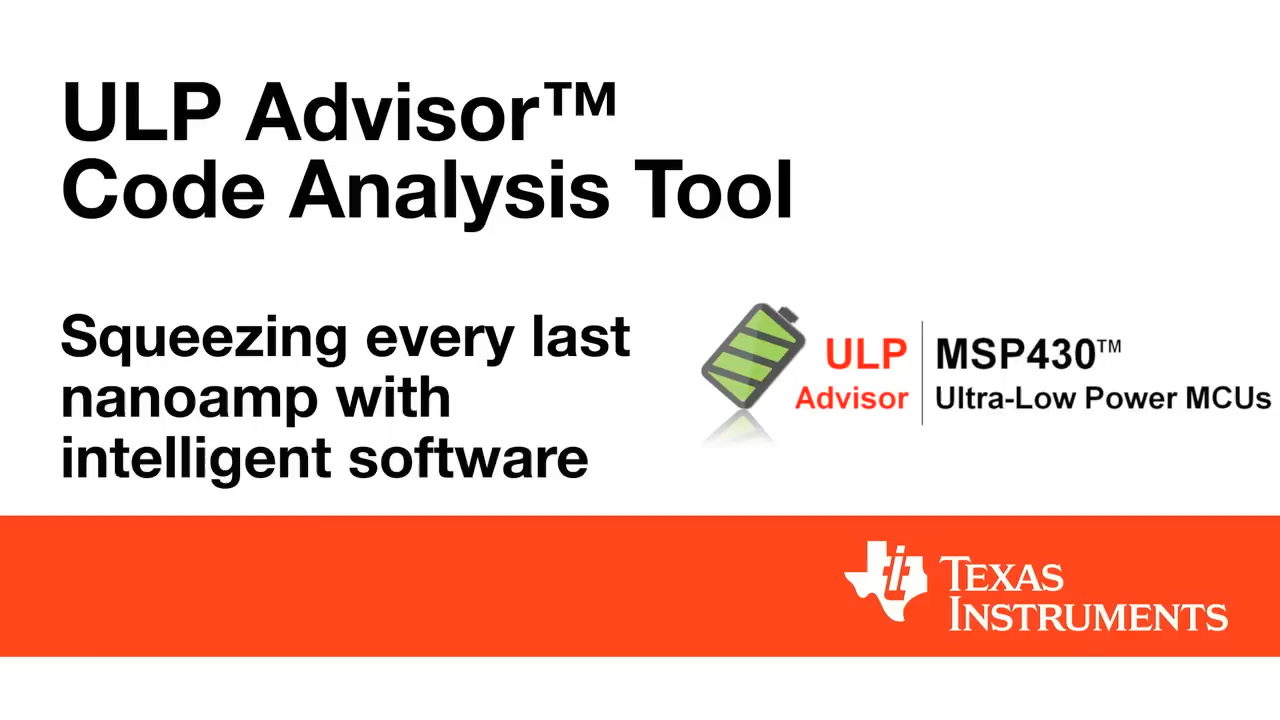 ULP Advisor™
Code Analysis Tool
Squeezing every last
nanoamp with
intelligent software
ULP
Advisor
MSP430™
Ultra-Low Power MCUs
TEXAS
INSTRUMENTS